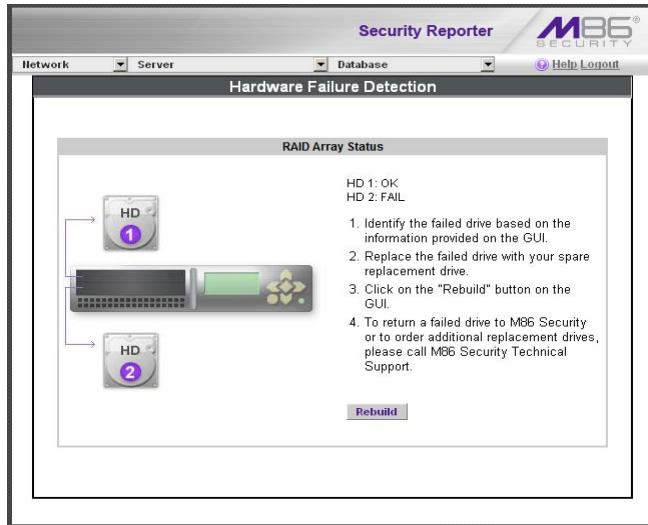 Security Reporter
M86®
SECURITY
Network
Server
Database
Help Logout
Hardware Failure Detection
RAID Array Status
HD
1
HD 1: OK
HD 2: FAIL
1. Identify the failed drive based on the
information provided on the GUI.
2. Replace the failed drive with your spare
replacement drive.
3. Click on the "Rebuild" button on the
GUI.
4. To return a failed drive to M86 Security
or to order additional replacement drives,
please call M86 Security Technical
Support.
HD
2
Rebuild